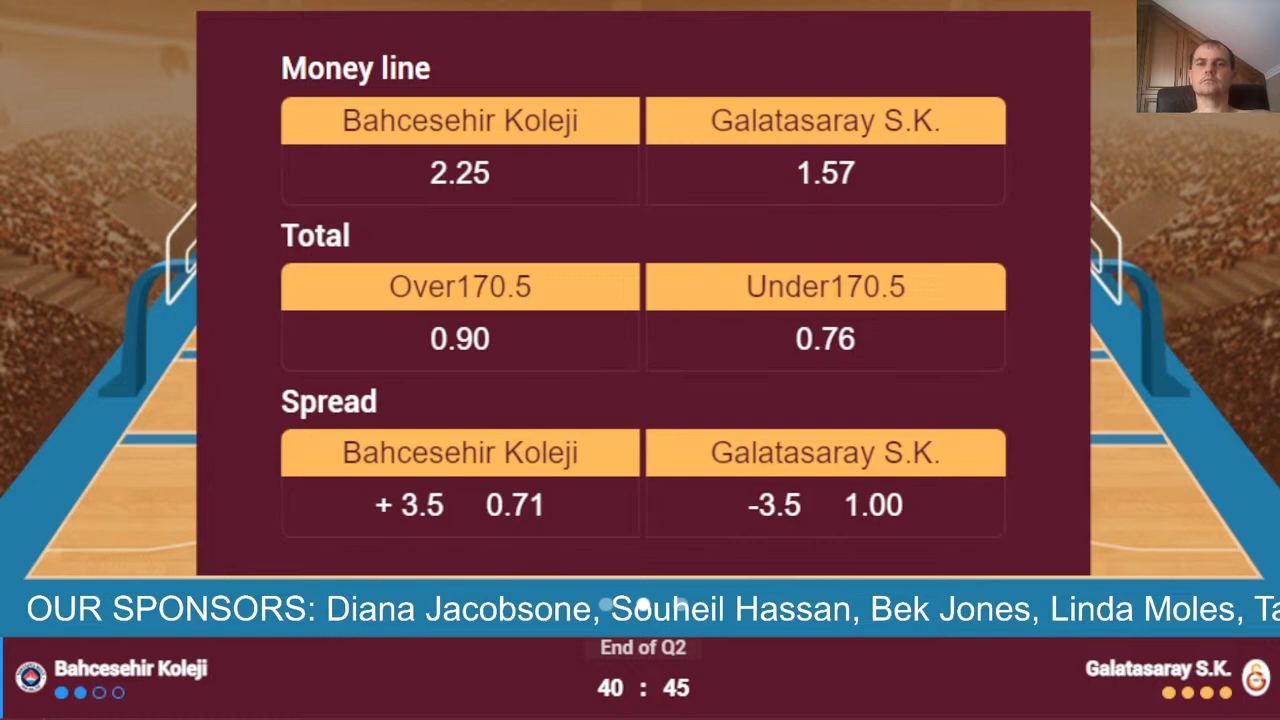 Money line
Bahcesehir Koleji Galatasaray S.K.
2.25 1.57
Total
Over170.5 Under170.5
0.90 0.76
Spread
Bahcesehir Koleji Galatasaray S.K.
+ 3.5 0.71 -3.5 1.00
OUR SPONSORS: Diana Jacobsone, Souheil Hassan, Bek Jones, Linda Moles, Ta
End of Q2
Bahcesehir Koleji 40 : 45 Galatasaray S.K.